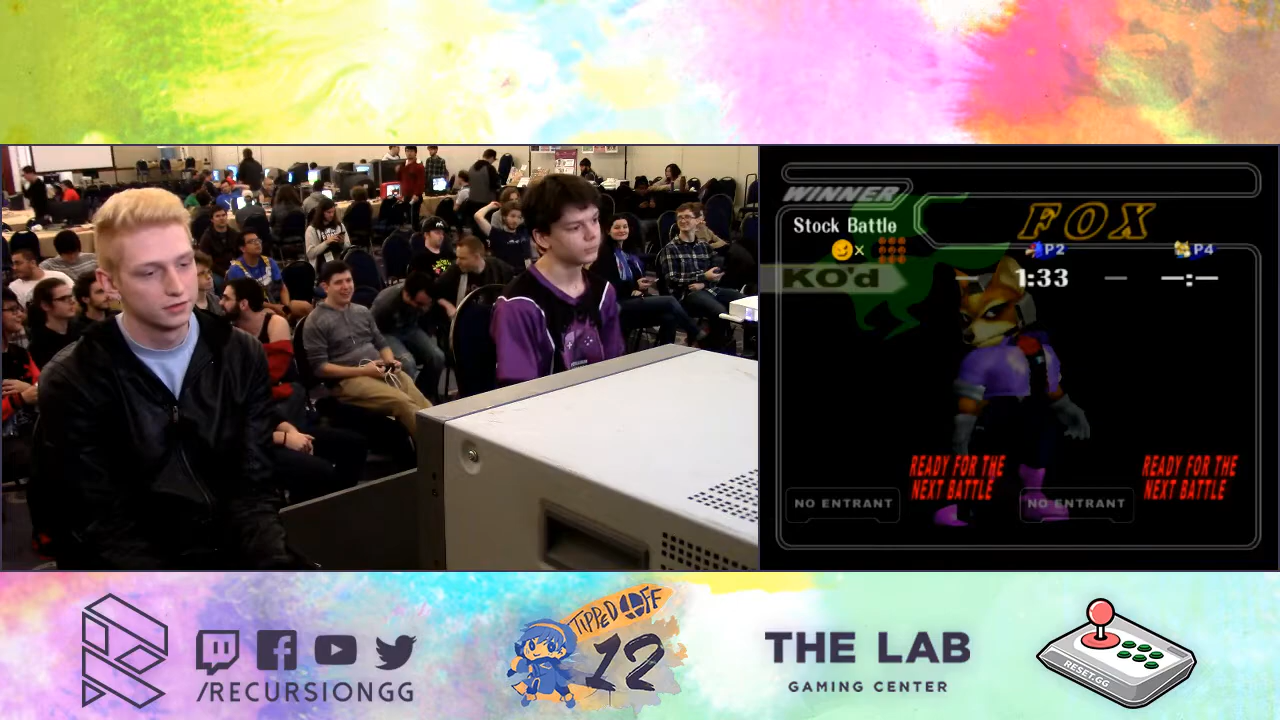 WINNER
FOX
Stock Battle
×
P2
P4
KO'd
1:33
—
—:—
READY FOR THE
NEXT BATTLE
READY FOR THE
NEXT BATTLE
NO ENTRANT
NO ENTRANT
/RECURSIONGG
TIPPED OFF
12
THE LAB
GAMING CENTER
RESET.GG